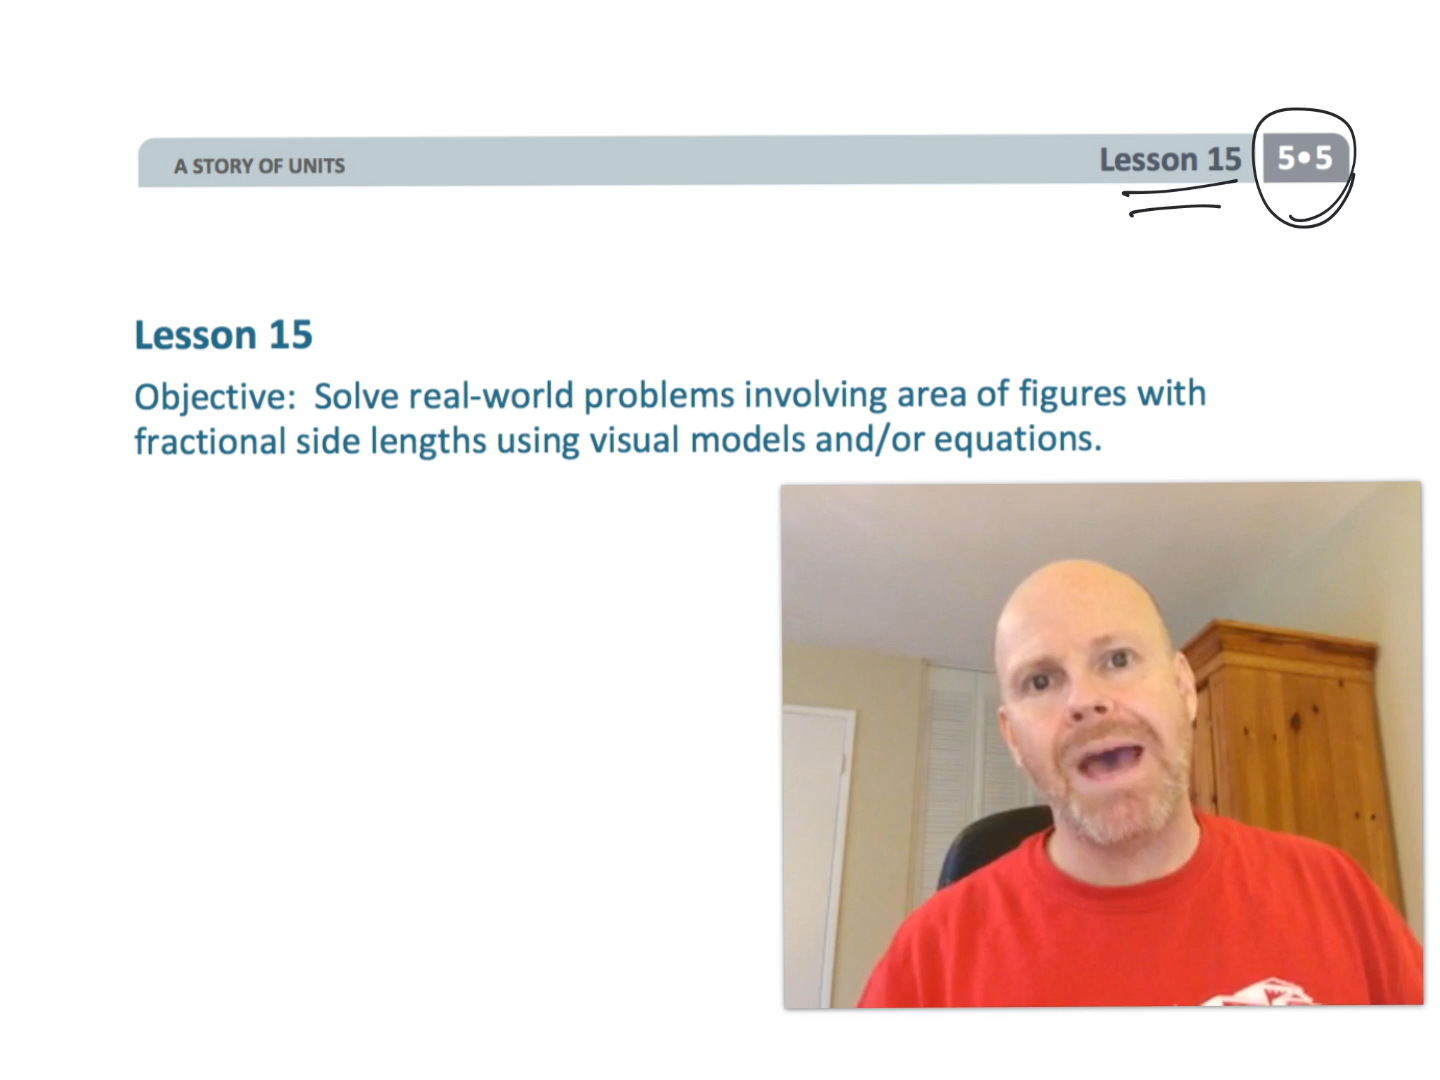 A STORY OF UNITS
Lesson 15
5•5
Lesson 15
Objective: Solve real-world problems involving area of figures with
fractional side lengths using visual models and/or equations.